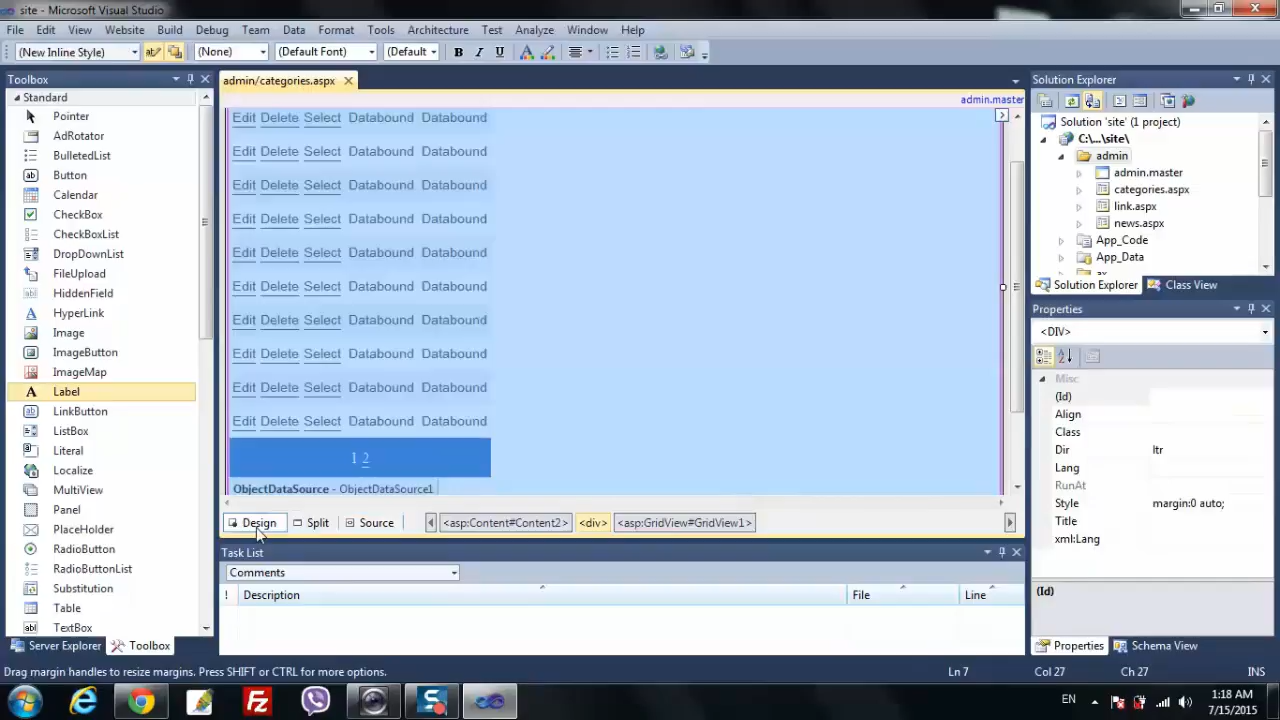 site - Microsoft Visual Studio
File Edit View Website Build Debug Team Data Format Tools Architecture Test Analyze Window Help
(New Inline Style) (None) (Default Font) (Default B I U A
Toolbox
Standard
Pointer
AdRotator
BulletedList
Button
Calendar
CheckBox
CheckBoxList
DropDownList
FileUpload
HiddenField
HyperLink
Image
ImageButton
ImageMap
Label
LinkButton
ListBox
Literal
Localize
MultiView
Panel
PlaceHolder
RadioButton
RadioButtonList
Substitution
Table
TextBox
Server Explorer Toolbox
admin/categories.aspx
admin.master
Edit Delete Select Databound Databound
Edit Delete Select Databound Databound
Edit Delete Select Databound Databound
Edit Delete Select Databound Databound
Edit Delete Select Databound Databound
Edit Delete Select Databound Databound
Edit Delete Select Databound Databound
Edit Delete Select Databound Databound
Edit Delete Select Databound Databound
Edit Delete Select Databound Databound
1 2
ObjectDataSource - ObjectDataSource1
Design Split Source <asp:Content#Content2> <div> <asp:GridView#GridView1>
Task List
Comments
! Description File Line
Solution Explorer
Solution 'site' (1 project)
C:\...\site\
admin
admin.master
categories.aspx
link.aspx
news.aspx
App_Code
App_Data
Solution Explorer Class View
Properties
<DIV>
Misc
(Id)
Align
Class
Dir ltr
Lang
RunAt
Style margin:0 auto;
Title
xml:Lang
(Id)
Properties Schema View
Drag margin handles to resize margins. Press SHIFT or CTRL for more options. Ln 7 Col 27 Ch 27 INS
EN 1:18 AM
7/15/2015